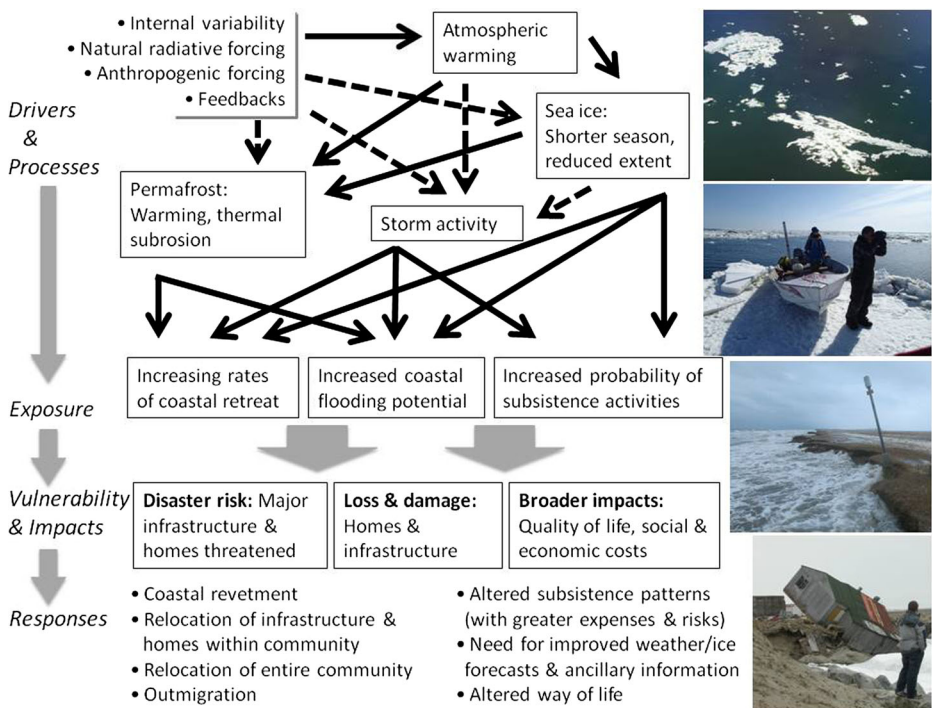 • Internal variability
• Natural radiative forcing
• Anthropogenic forcing
• Feedbacks
Atmospheric
warming
Drivers
&
Processes
Sea ice:
Shorter season,
reduced extent
Permafrost:
Warming, thermal
subrosion
Storm activity
Exposure
Increasing rates
of coastal retreat
Increased coastal
flooding potential
Increased probability of
subsistence activities
Vulnerability
& Impacts
Disaster risk: Major
infrastructure &
homes threatened
Loss & damage:
Homes &
infrastructure
Broader impacts:
Quality of life, social &
economic costs
Responses
• Coastal revetment
• Relocation of infrastructure &
homes within community
• Relocation of entire community
• Outmigration
• Altered subsistence patterns
(with greater expenses & risks)
• Need for improved weather/ice
forecasts & ancillary information
• Altered way of life